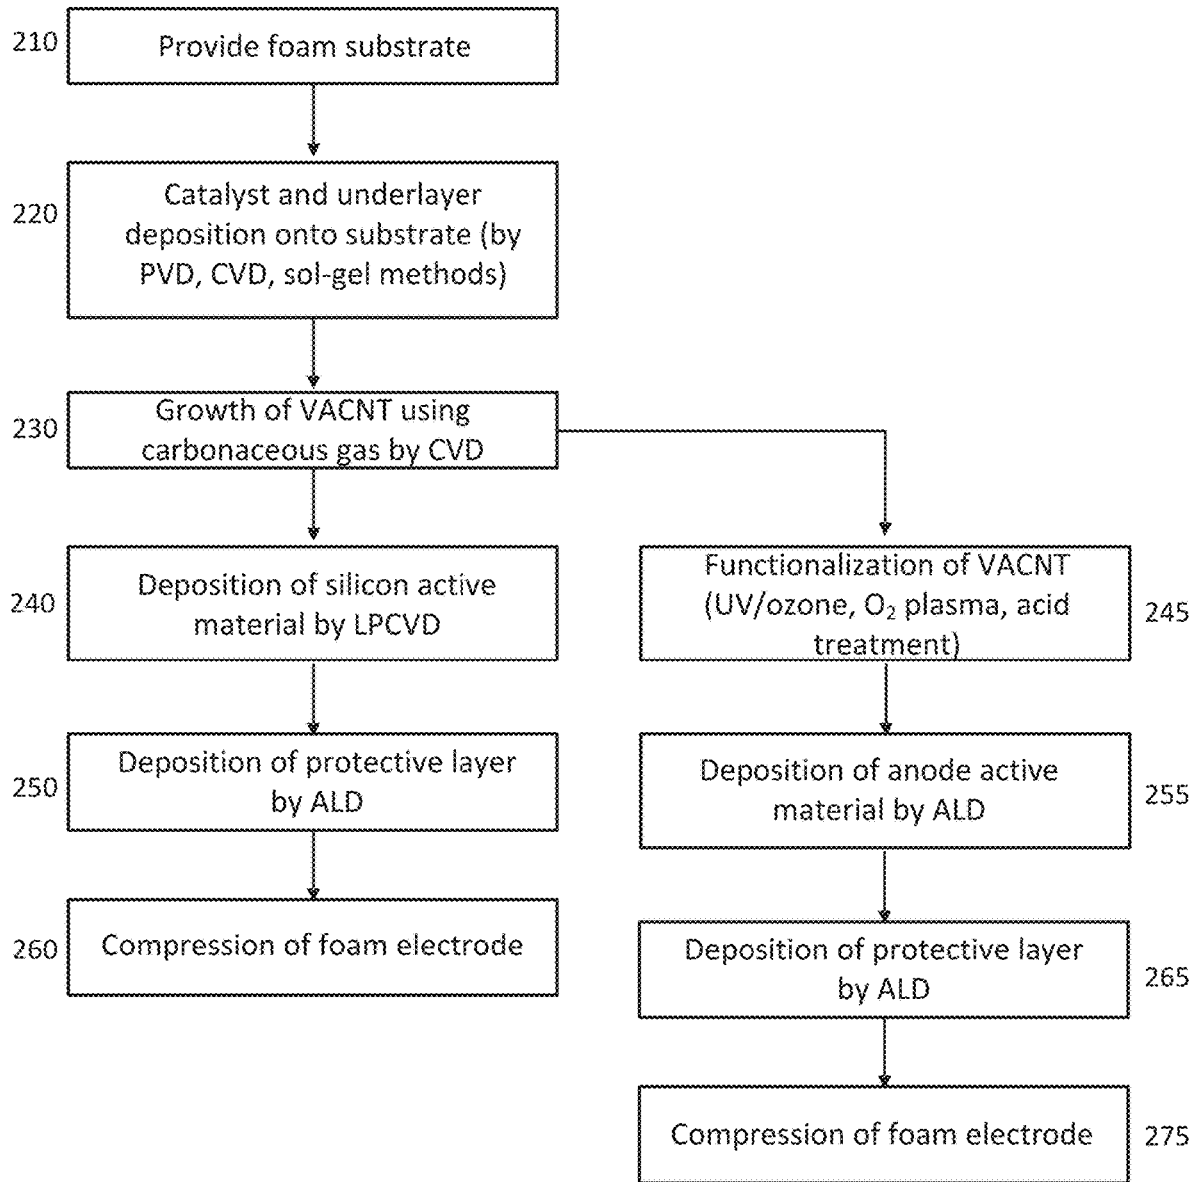 210
Provide foam substrate
220
Catalyst and underlayer
deposition onto substrate (by
PVD, CVD, sol-gel methods)
230
Growth of VACNT using
carbonaceous gas by CVD
240
Deposition of silicon active
material by LPCVD
250
Deposition of protective layer
by ALD
260
Compression of foam electrode
Functionalization of VACNT
(UV/ozone, O₂ plasma, acid
treatment)
245
Deposition of anode active
material by ALD
255
Deposition of protective layer
by ALD
265
Compression of foam electrode
275